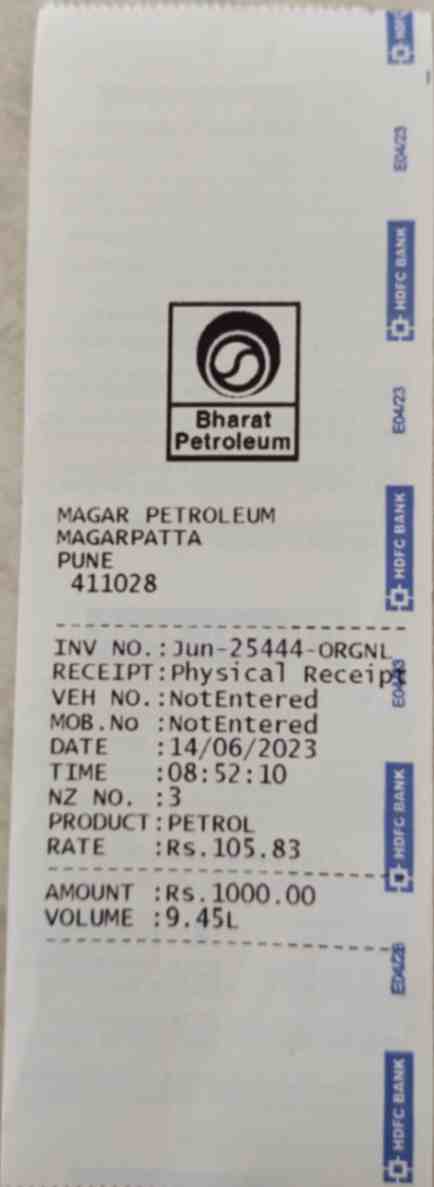 Bharat
Petroleum
MAGAR PETROLEUM
MAGARPATTA
PUNE
411028
INV NO.:Jun-25444-ORGNL
RECEIPT:Physical Receipt
VEH NO.:NotEntered
MOB.No :NotEntered
DATE :14/06/2023
TIME :08:52:10
NZ NO. :3
PRODUCT:PETROL
RATE :Rs.105.83
AMOUNT :Rs.1000.00
VOLUME :9.45L
HDFC
E04/23
HDFC BANK
E04/23
HDFC BANK
E04/23
HDFC BANK
E04/23
HDFC BANK